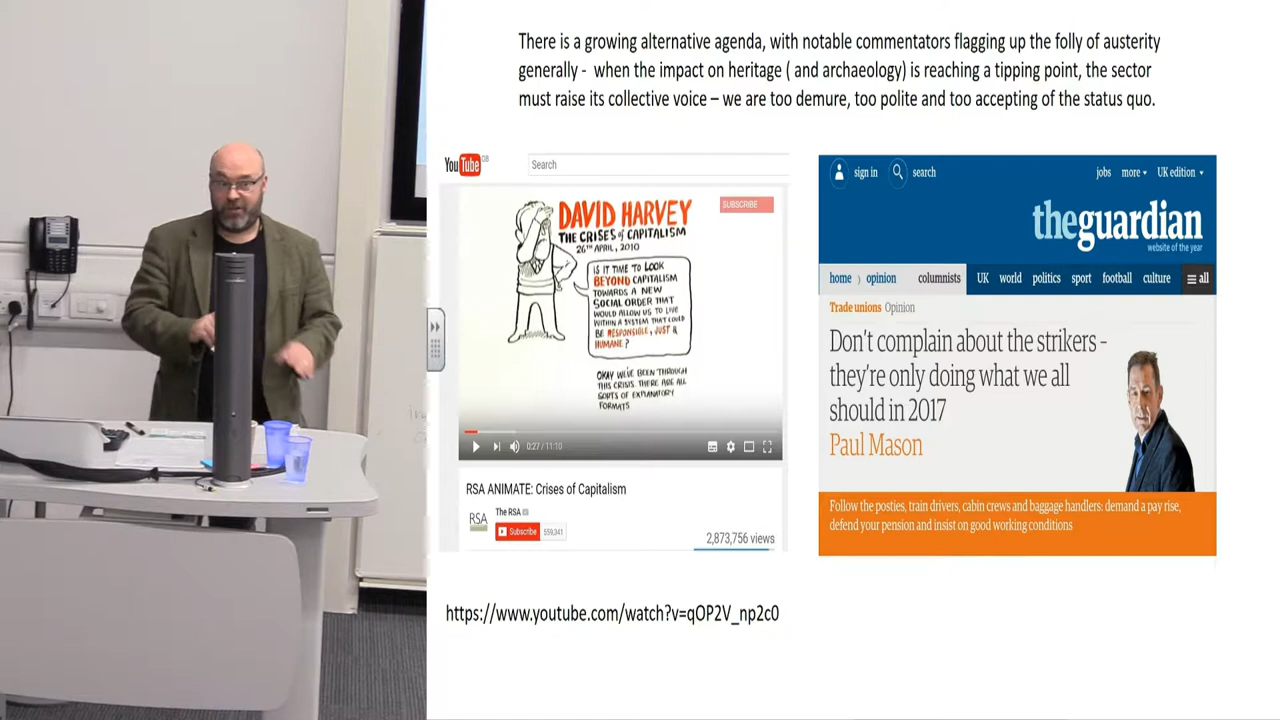 There is a growing alternative agenda, with notable commentators flagging up the folly of austerity
generally - when the impact on heritage ( and archaeology) is reaching a tipping point, the sector
must raise its collective voice – we are too demure, too polite and too accepting of the status quo.
YouTube GB
Search
DAVID HARVEY
THE CRISES of CAPITALISM
26TH APRIL, 2010
SUBSCRIBE
IS IT TIME TO LOOK
BEYOND CAPITALISM
TOWARDS A NEW
SOCIAL ORDER THAT
WOULD ALLOW US TO LIVE
WITHIN A SYSTEM THAT COULD
BE RESPONSIBLE, JUST &
HUMANE?
OKAY WE'VE BEEN THROUGH
THIS CRISIS. THERE ARE ALL
SORTS OF EXPLANATORY
FORMATS
0:27 / 11:10
RSA ANIMATE: Crises of Capitalism
RSA
The RSA
Subscribe 559,341
2,873,756 views
https://www.youtube.com/watch?v=qOP2V_np2c0
sign in search jobs more UK edition
theguardian
website of the year
home opinion columnists UK world politics sport football culture all
Trade unions Opinion
Don't complain about the strikers -
they're only doing what we all
should in 2017
Paul Mason
Follow the posties, train drivers, cabin crews and baggage handlers: demand a pay rise,
defend your pension and insist on good working conditions